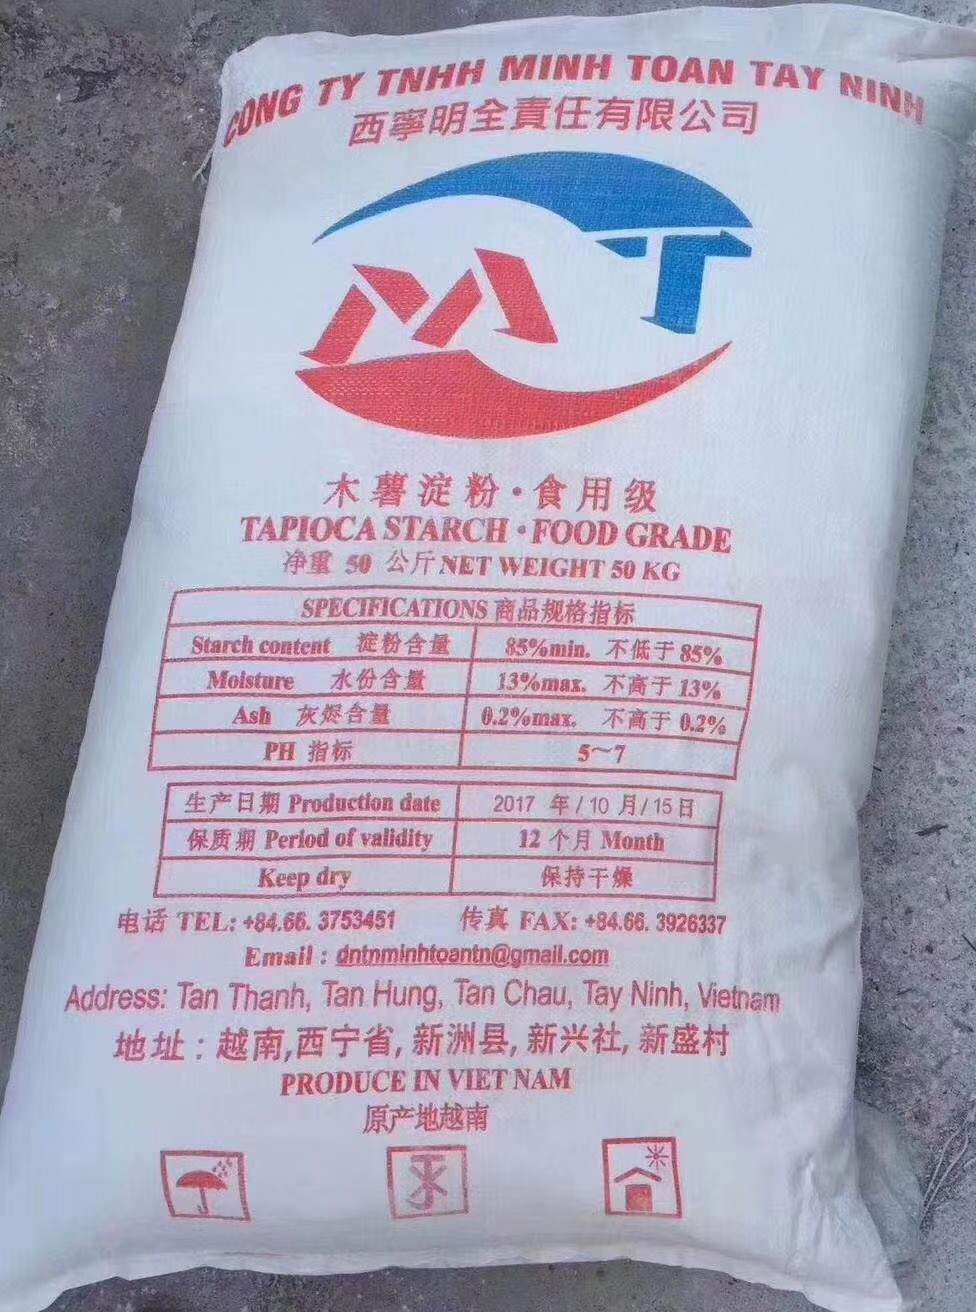 CONG TY TNHH MINH TOAN TAY NINH
西寧明全責任有限公司
MT
木薯淀粉·食用级
TAPIOCA STARCH · FOOD GRADE
净重 50 公斤 NET WEIGHT 50 KG
SPECIFICATIONS 商品规格指标
Starch content 淀粉含量 85%min. 不低于 85%
Moisture 水份含量 13%max. 不高于 13%
Ash 灰烬含量 0.2%max. 不高于 0.2%
PH 指标 5～7
生产日期 Production date 2017 年/10 月/15日
保质期 Period of validity 12 个月 Month
Keep dry 保持干燥
电话 TEL: +84.66. 3753451 传真 FAX: +84.66. 3926337
Email : dntnminhtoantn@gmail.com
Address: Tan Thanh, Tan Hung, Tan Chau, Tay Ninh, Vietnam
地址：越南,西宁省,新洲县,新兴社,新盛村
PRODUCE IN VIET NAM
原产地越南